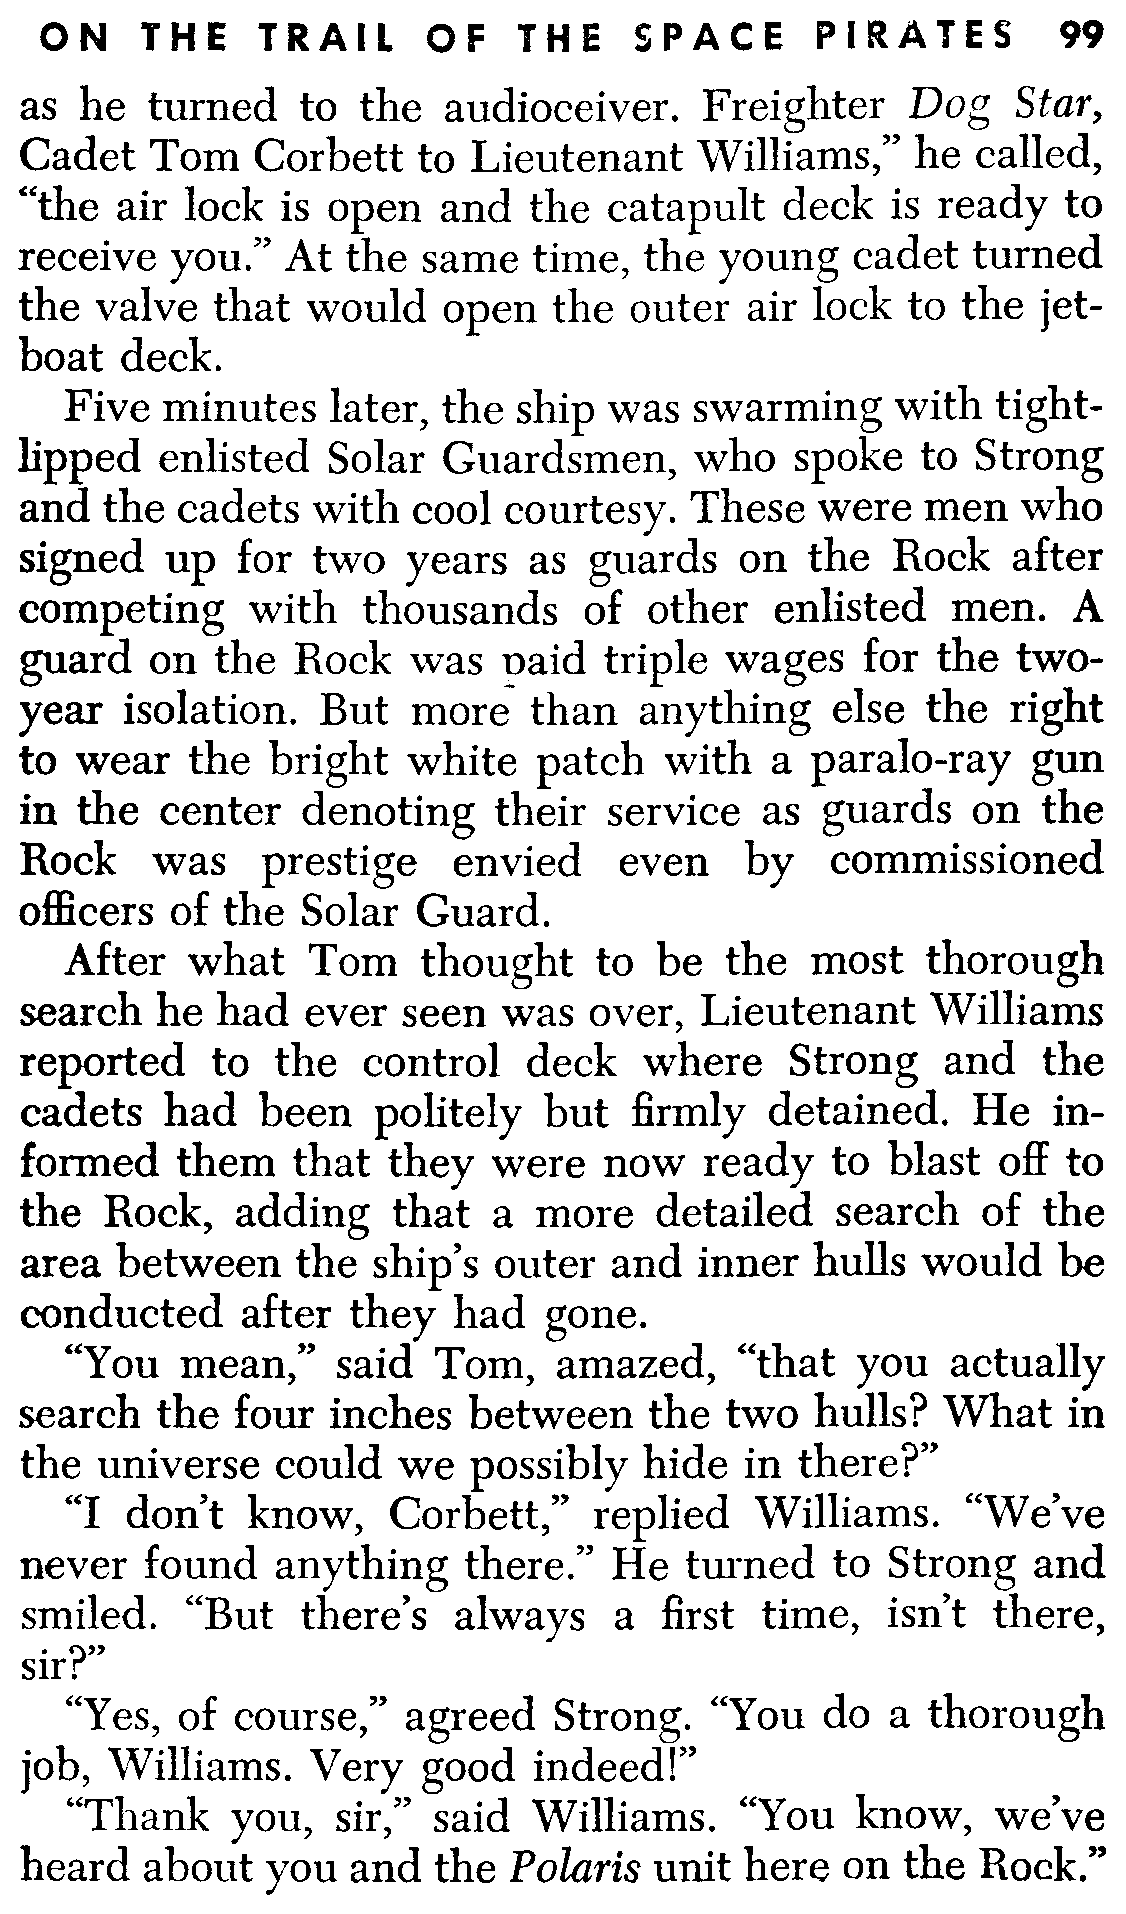 ON THE TRAIL OF THE SPACE PIRATES 99
as he turned to the audioceiver. Freighter Dog Star,
Cadet Tom Corbett to Lieutenant Williams,” he called,
“the air lock is open and the catapult deck is ready to
receive you.” At the same time, the young cadet turned
the valve that would open the outer air lock to the jet-
boat deck.
Five minutes later, the ship was swarming with tight-
lipped enlisted Solar Guardsmen, who spoke to Strong
and the cadets with cool courtesy. These were men who
signed up for two years as guards on the Rock after
competing with thousands of other enlisted men. A
guard on the Rock was paid triple wages for the two-
year isolation. But more than anything else the right
to wear the bright white patch with a paralo-ray gun
in the center denoting their service as guards on the
Rock was prestige envied even by commissioned
officers of the Solar Guard.
After what Tom thought to be the most thorough
search he had ever seen was over, Lieutenant Williams
reported to the control deck where Strong and the
cadets had been politely but firmly detained. He in-
formed them that they were now ready to blast off to
the Rock, adding that a more detailed search of the
area between the ship’s outer and inner hulls would be
conducted after they had gone.
“You mean,” said Tom, amazed, “that you actually
search the four inches between the two hulls? What in
the universe could we possibly hide in there?”
“I don’t know, Corbett,” replied Williams. “We’ve
never found anything there.” He turned to Strong and
smiled. “But there’s always a first time, isn’t there,
sir?”
“Yes, of course,” agreed Strong. “You do a thorough
job, Williams. Very good indeed!”
“Thank you, sir,” said Williams. “You know, we’ve
heard about you and the Polaris unit here on the Rock.”